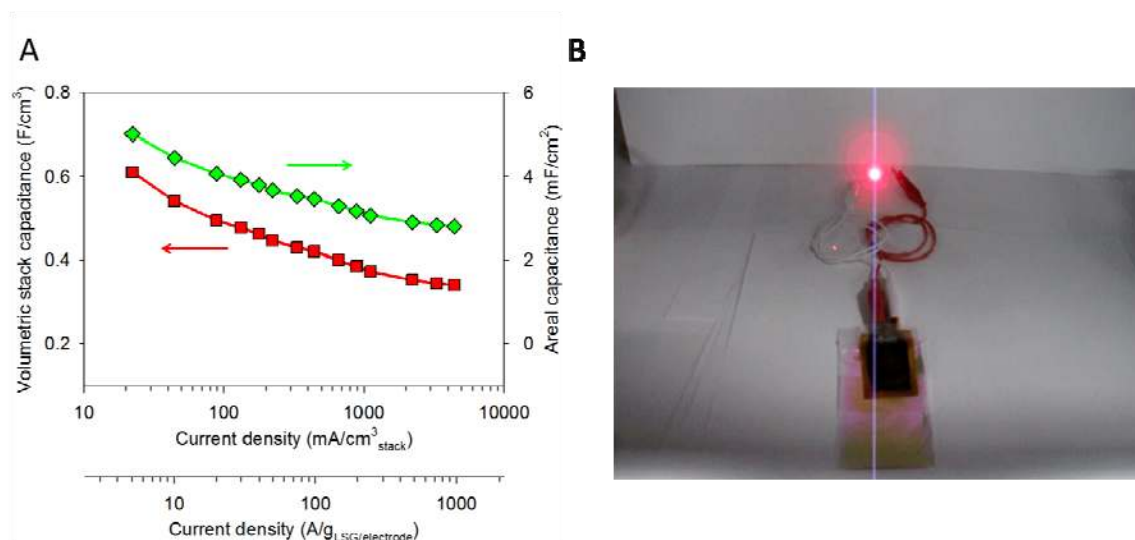 A
B
0.8
0.6
0.4
0.2
Volumetric stack capacitance (F/cm³)
6
4
2
0
Areal capacitance (mF/cm²)
10 100 1000 10000
Current density (mA/cm³stack)
10 100 1000
Current density (A/gLSG/electrode)